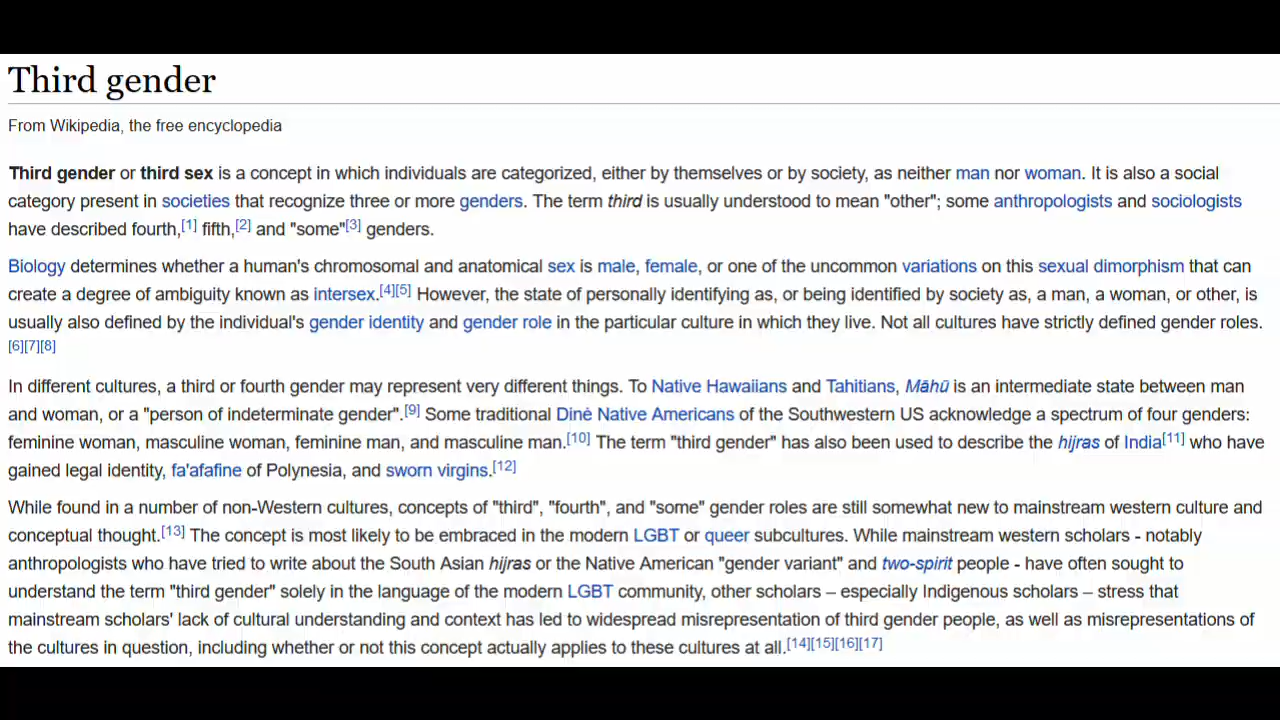 Third gender
From Wikipedia, the free encyclopedia
Third gender or third sex is a concept in which individuals are categorized, either by themselves or by society, as neither man nor woman. It is also a social
category present in societies that recognize three or more genders. The term third is usually understood to mean "other"; some anthropologists and sociologists
have described fourth,[1] fifth,[2] and "some"[3] genders.
Biology determines whether a human's chromosomal and anatomical sex is male, female, or one of the uncommon variations on this sexual dimorphism that can
create a degree of ambiguity known as intersex.[4][5] However, the state of personally identifying as, or being identified by society as, a man, a woman, or other, is
usually also defined by the individual's gender identity and gender role in the particular culture in which they live. Not all cultures have strictly defined gender roles.
[6][7][8]
In different cultures, a third or fourth gender may represent very different things. To Native Hawaiians and Tahitians, Māhū is an intermediate state between man
and woman, or a "person of indeterminate gender".[9] Some traditional Diné Native Americans of the Southwestern US acknowledge a spectrum of four genders:
feminine woman, masculine woman, feminine man, and masculine man.[10] The term "third gender" has also been used to describe the hijras of India[11] who have
gained legal identity, fa'afafine of Polynesia, and sworn virgins.[12]
While found in a number of non-Western cultures, concepts of "third", "fourth", and "some" gender roles are still somewhat new to mainstream western culture and
conceptual thought.[13] The concept is most likely to be embraced in the modern LGBT or queer subcultures. While mainstream western scholars - notably
anthropologists who have tried to write about the South Asian hijras or the Native American "gender variant" and two-spirit people - have often sought to
understand the term "third gender" solely in the language of the modern LGBT community, other scholars – especially Indigenous scholars – stress that
mainstream scholars' lack of cultural understanding and context has led to widespread misrepresentation of third gender people, as well as misrepresentations of
the cultures in question, including whether or not this concept actually applies to these cultures at all.[14][15][16][17]